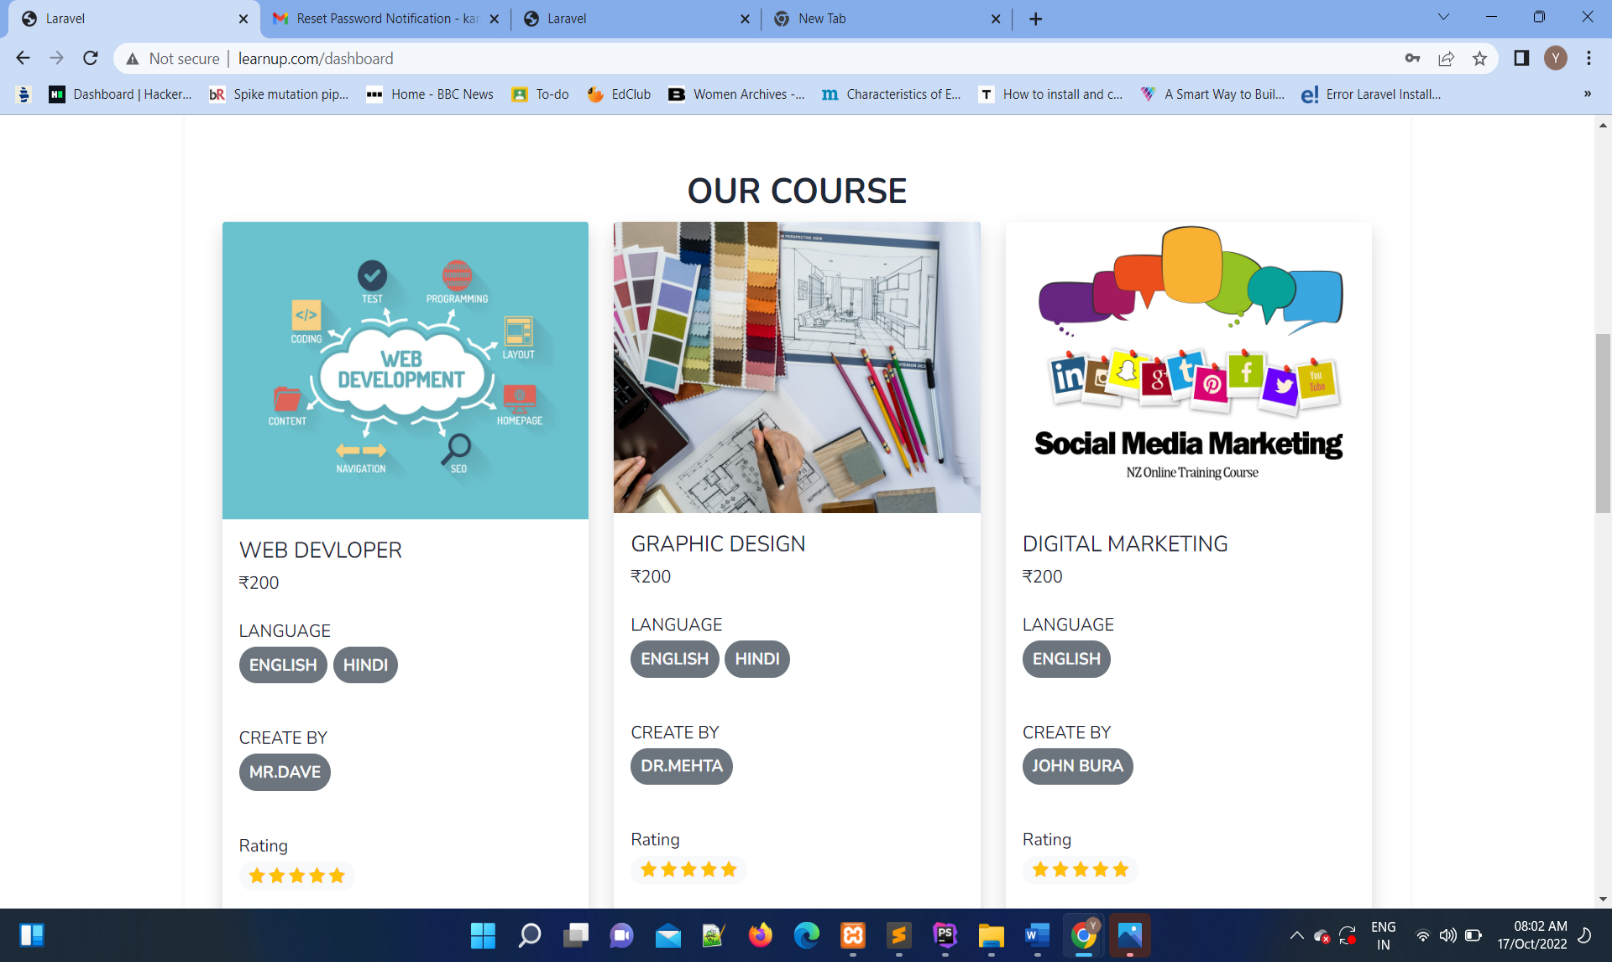 Laravel
Reset Password Notification - kar
Laravel
New Tab
Not secure
learnup.com/dashboard
Dashboard | Hacker...
Spike mutation pip...
Home - BBC News
To-do
EdClub
Women Archives -...
Characteristics of E...
How to install and c...
A Smart Way to Buil...
Error Laravel Install...
OUR COURSE
TEST
PROGRAMMING
CODING
LAYOUT
WEB
DEVELOPMENT
CONTENT
HOMEPAGE
NAVIGATION
SEO
Social Media Marketing
NZ Online Training Course
WEB DEVLOPER
₹200
LANGUAGE
ENGLISH HINDI
CREATE BY
MR.DAVE
Rating
GRAPHIC DESIGN
₹200
LANGUAGE
ENGLISH HINDI
CREATE BY
DR.MEHTA
Rating
DIGITAL MARKETING
₹200
LANGUAGE
ENGLISH
CREATE BY
JOHN BURA
Rating
ENG
IN
08:02 AM
17/Oct/2022